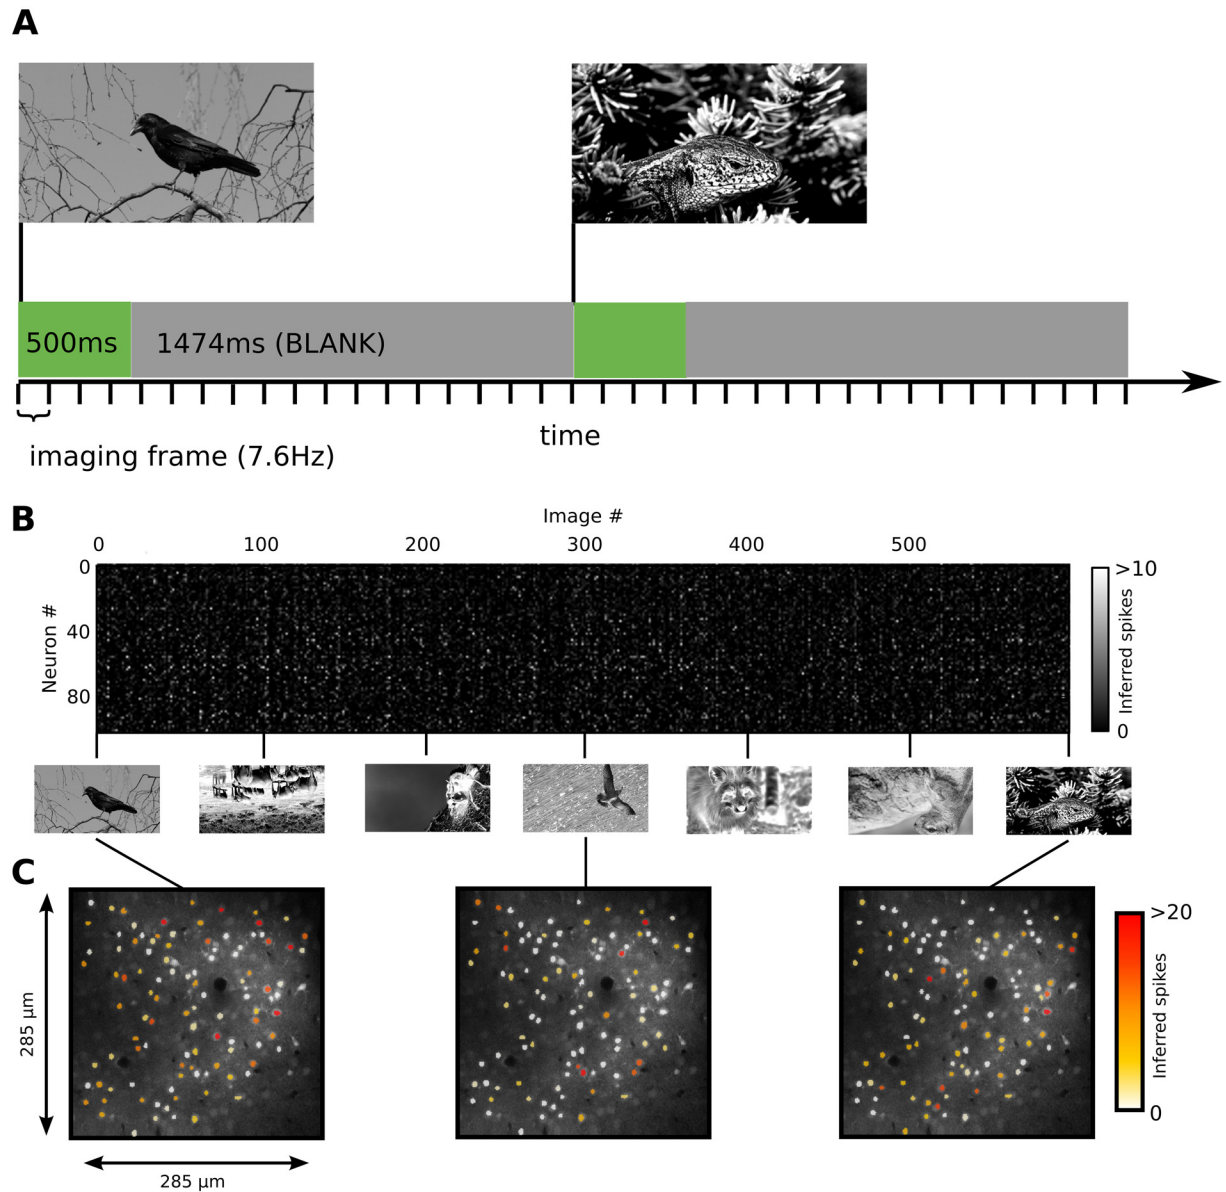 A
500ms
1474ms (BLANK)
time
imaging frame (7.6Hz)
B
Image #
0 100 200 300 400 500
Neuron #
0
40
80
>10
Inferred spikes
0
C
285 µm
285 µm
>20
Inferred spikes
0